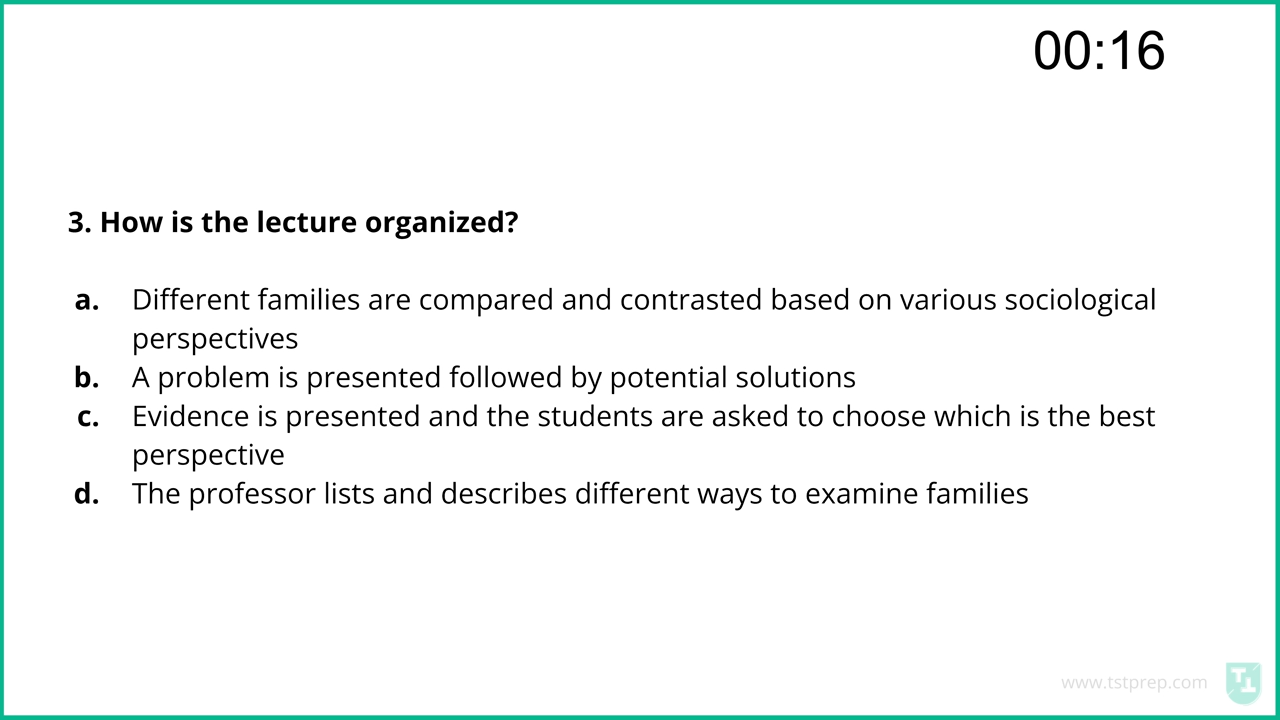 00:16
3. How is the lecture organized?
a. Different families are compared and contrasted based on various sociological
perspectives
b. A problem is presented followed by potential solutions
c. Evidence is presented and the students are asked to choose which is the best
perspective
d. The professor lists and describes different ways to examine families
www.tstprep.com